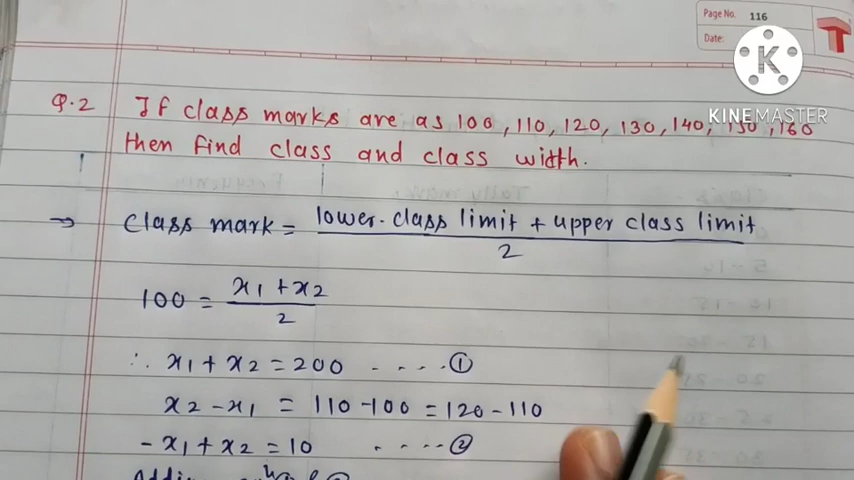 Page No. 116
Date:
K
KINEMASTER
Q.2 If class marks are as 100, 110, 120, 130, 140, 150, 160
then find class and class width.
⇒ Class mark = lower class limit + upper class limit
2
100 = x₁ + x₂
2
∴ x₁ + x₂ = 200 . . . . . ①
x₂ - x₁ = 110 - 100 = 120 - 110
- x₁ + x₂ = 10 . . . . . ②